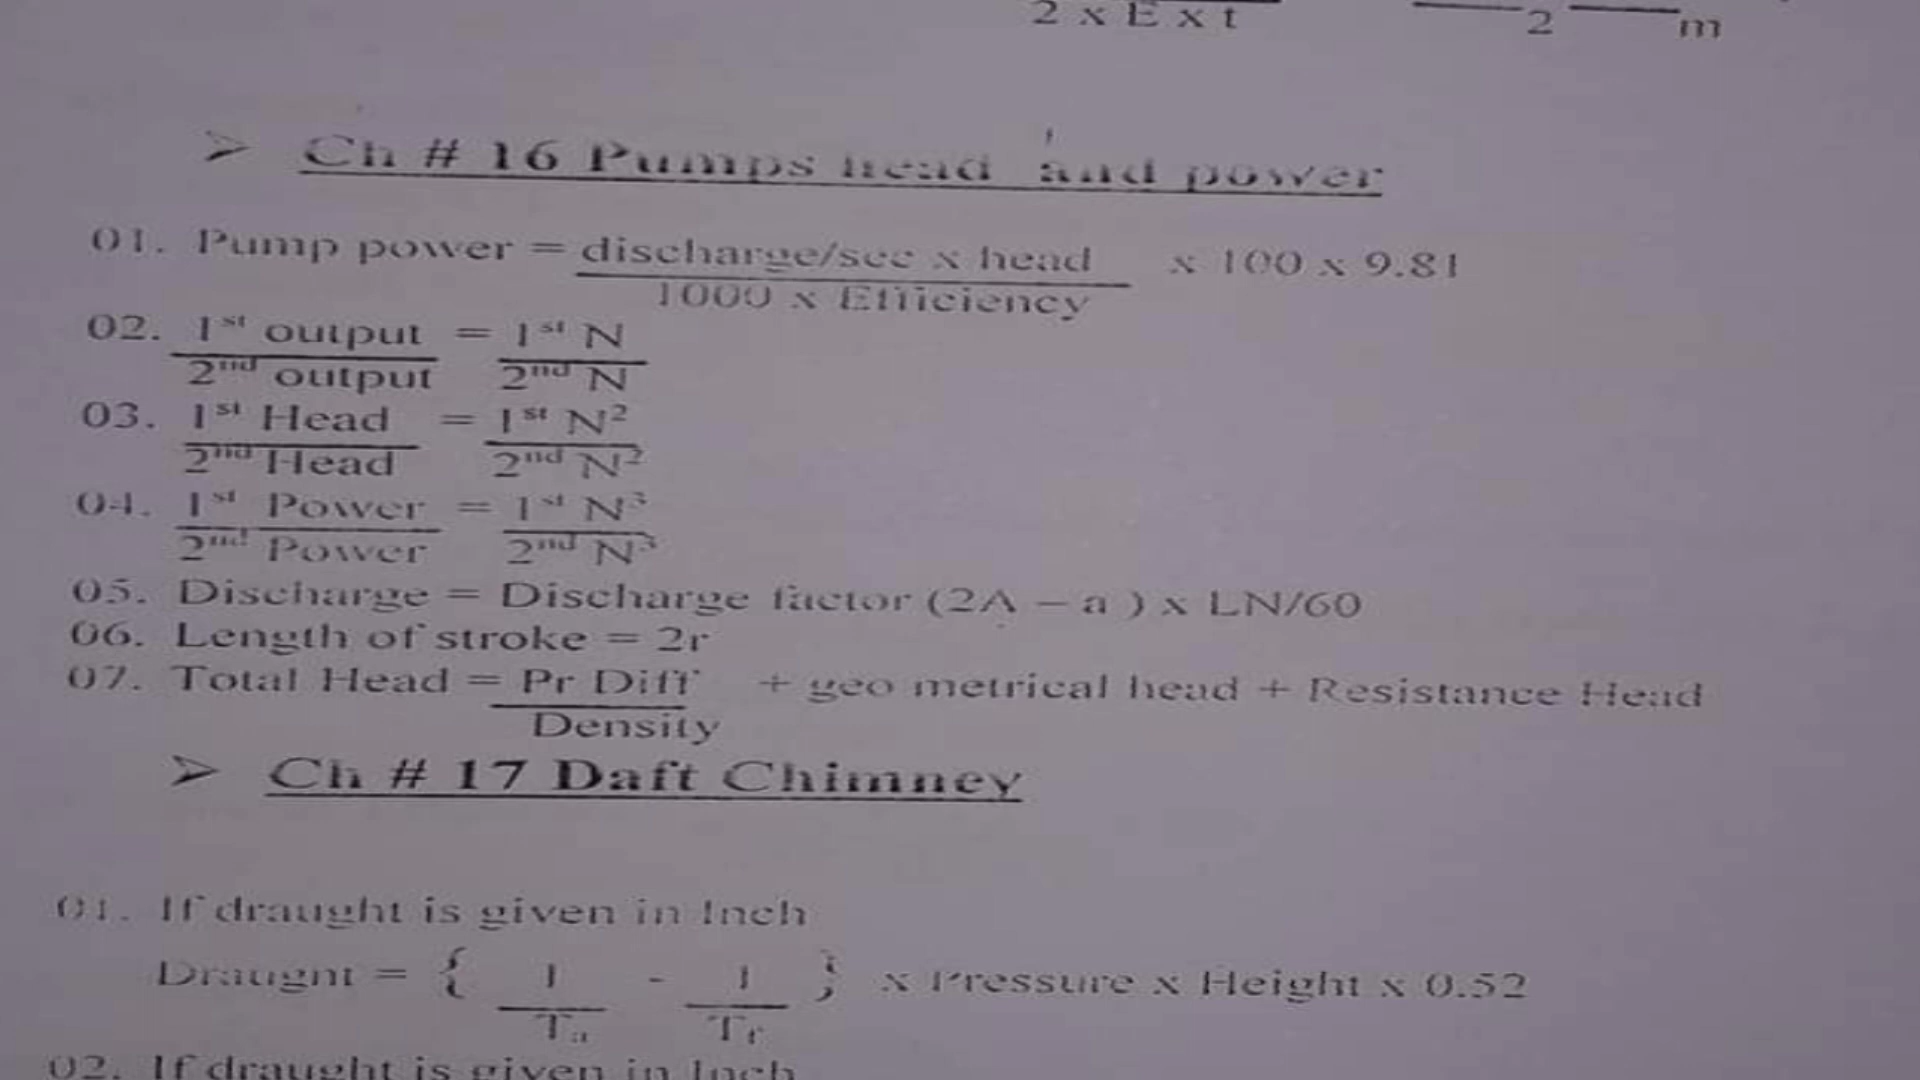 2 x E x t    2    m
➢ Ch # 16 Pumps head and power
01. Pump power = discharge/sec x head x 100 x 9.81
1000 x Efficiency
02. 1st output = 1st N
2nd output 2nd N
03. 1st Head = 1st N²
2nd Head 2nd N²
04. 1st Power = 1st N³
2nd Power 2nd N³
05. Discharge = Discharge factor (2A – a ) x LN/60
06. Length of stroke = 2r
07. Total Head = Pr Diff + geo metrical head + Resistance Head
Density
➢ Ch # 17 Daft Chimney
01. If draught is given in Inch
Draught = { 1 - 1 } x Pressure x Height x 0.52
Ta Tf
02. If draught is given in Inch